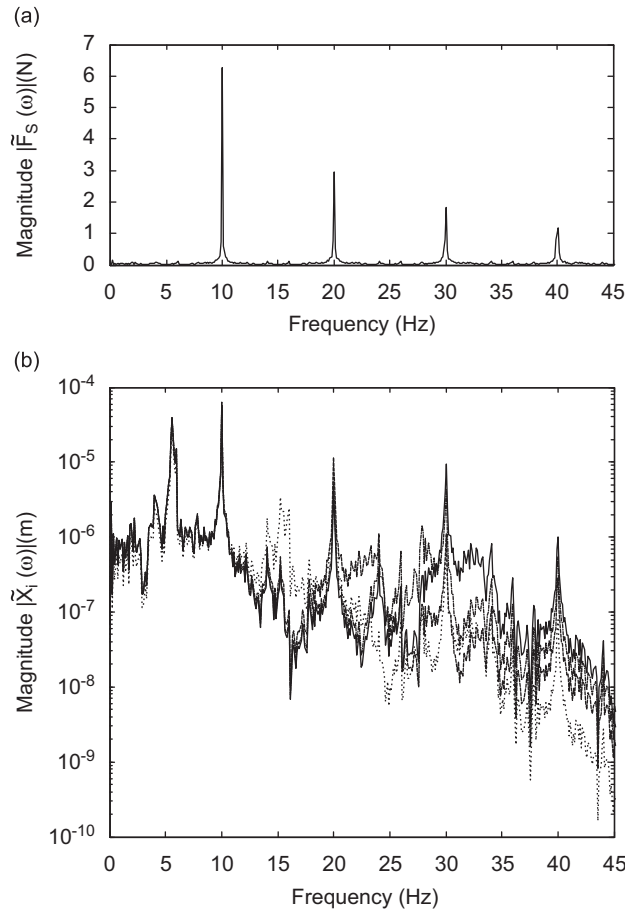 (a)
Magnitude |F̃S (ω)|(N)
7
6
5
4
3
2
1
0
0 5 10 15 20 25 30 35 40 45
Frequency (Hz)
(b)
Magnitude |X̃i (ω)|(m)
10-4
10-5
10-6
10-7
10-8
10-9
10-10
0 5 10 15 20 25 30 35 40 45
Frequency (Hz)